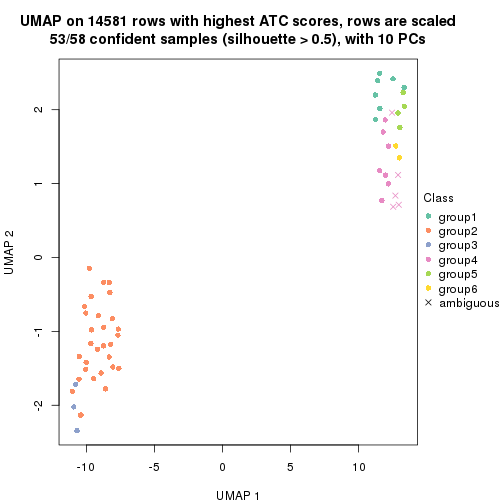 UMAP on 14581 rows with highest ATC scores, rows are scaled
53/58 confident samples (silhouette > 0.5), with 10 PCs
UMAP 2
2
1
0
-1
-2
-10
-5
0
5
10
UMAP 1
Class
group1
group2
group3
group4
group5
group6
ambiguous